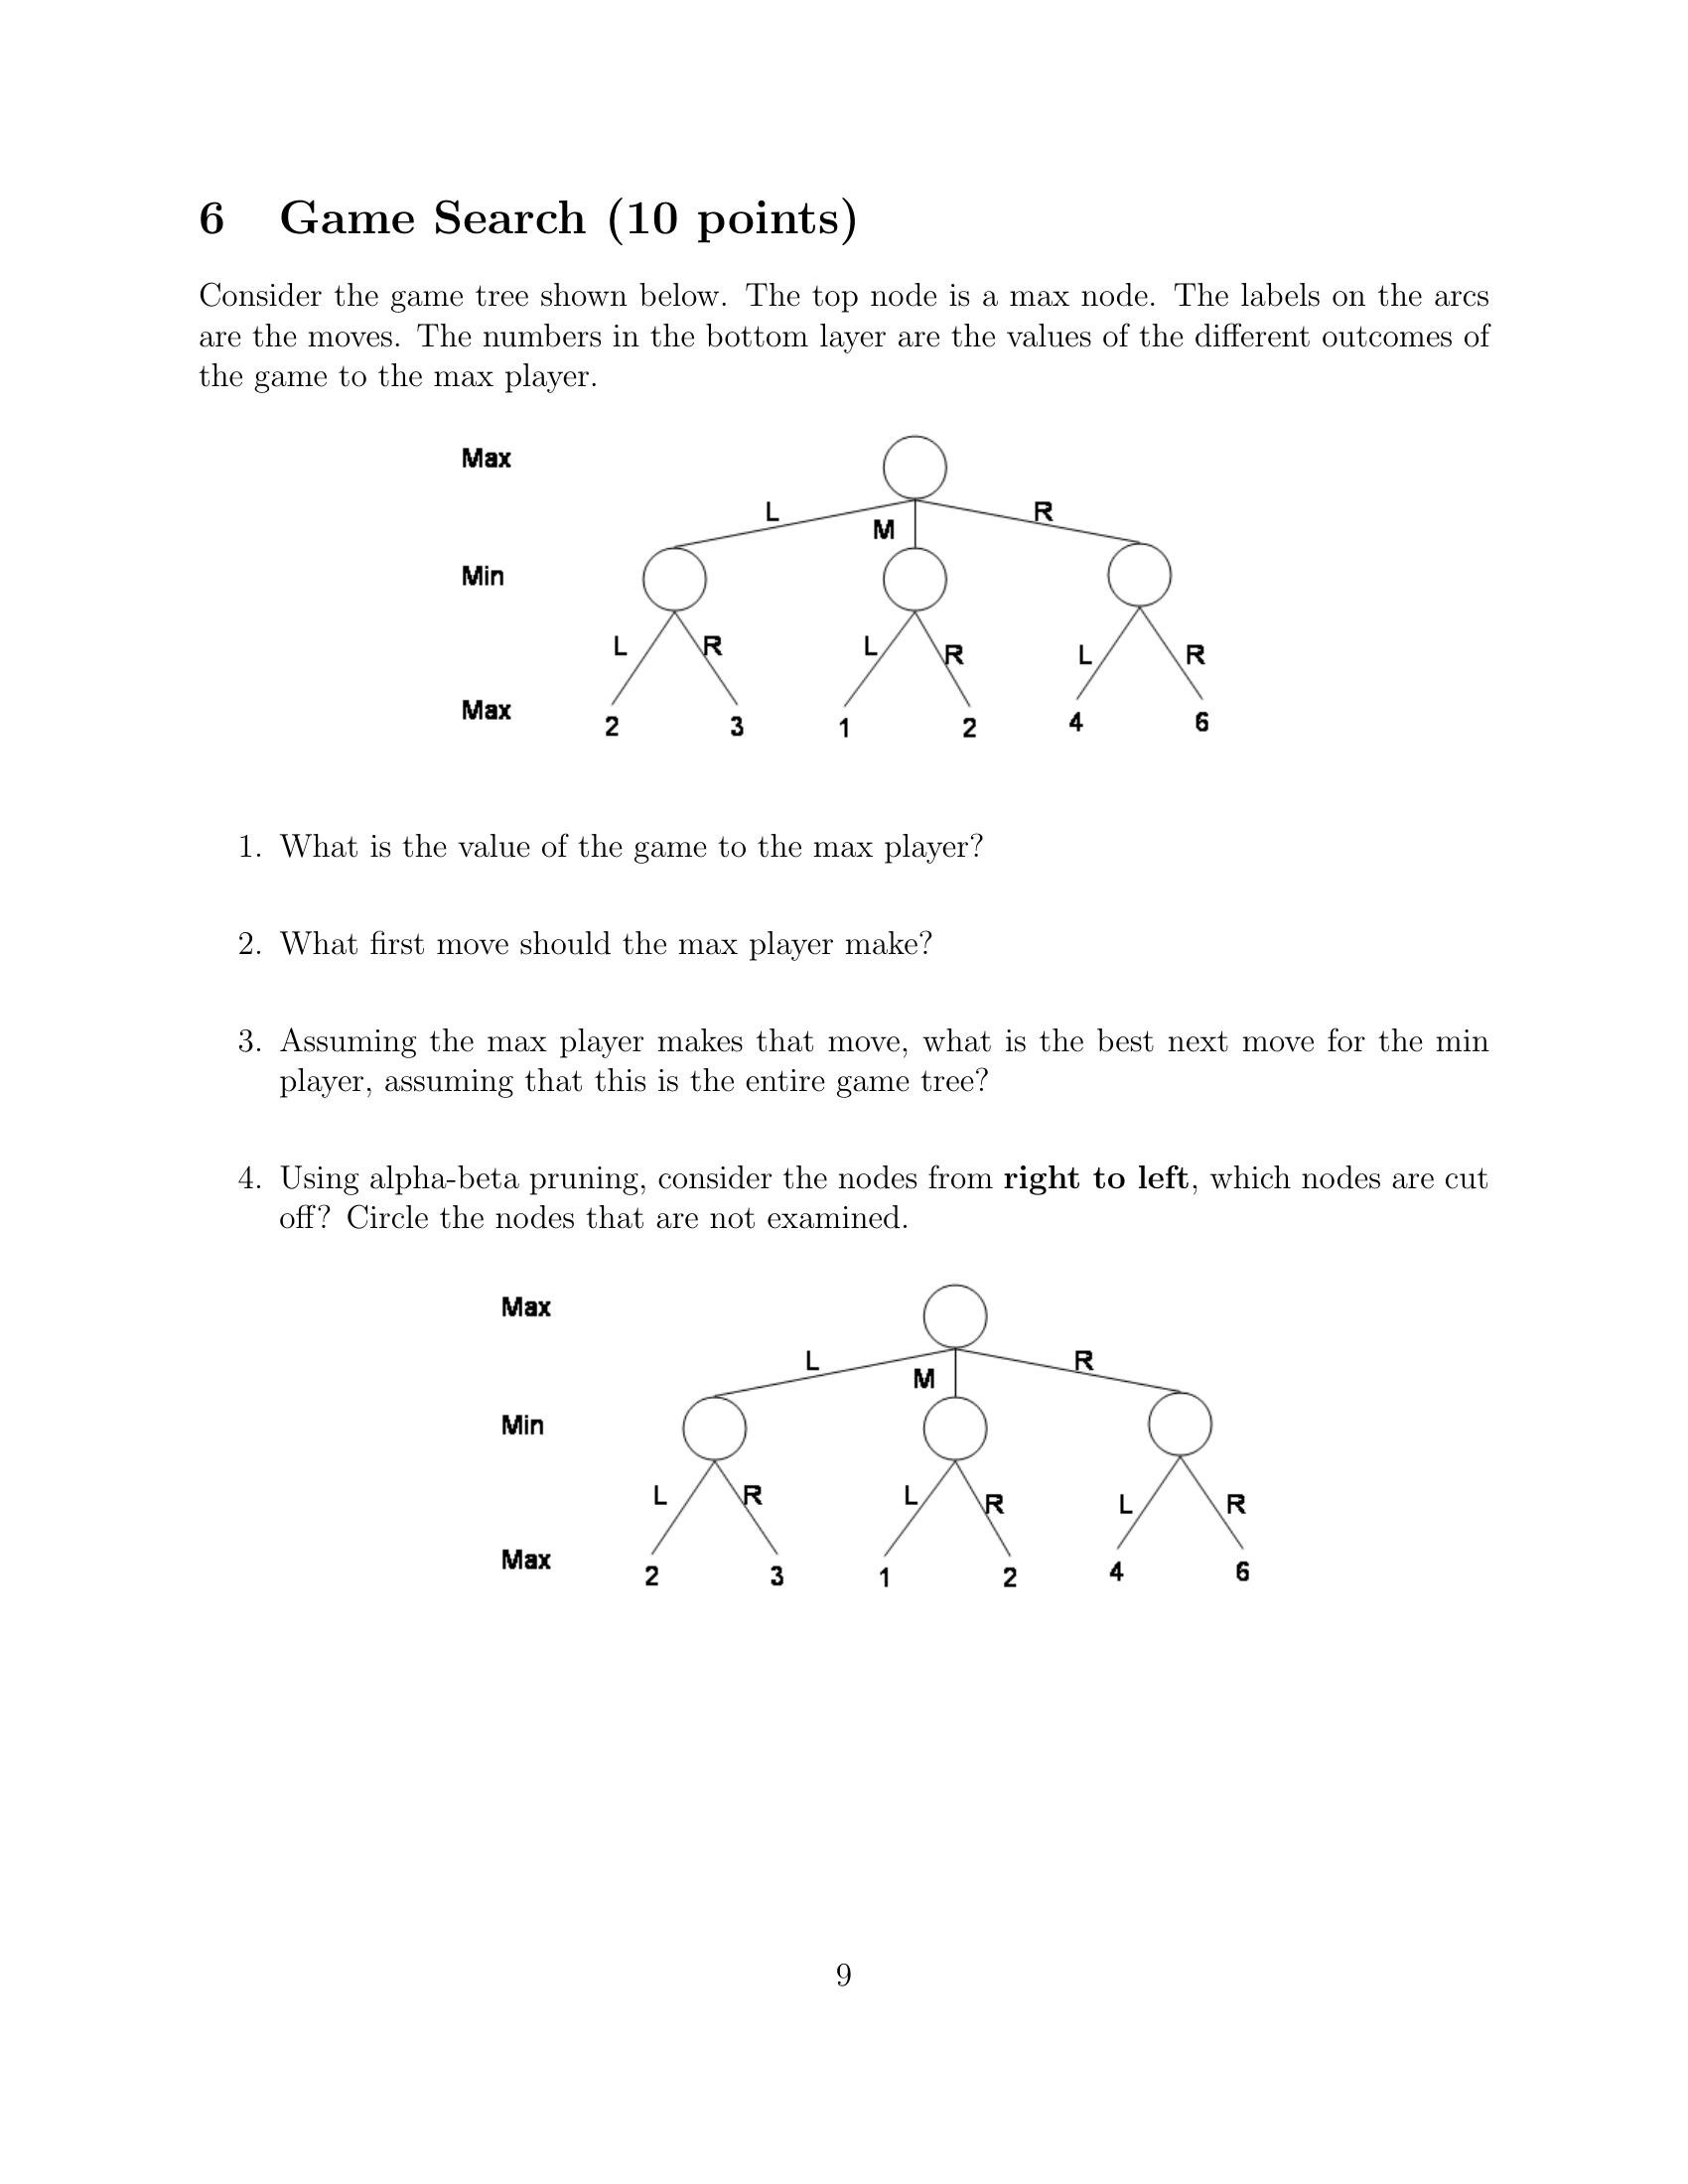 6 Game Search (10 points)
Consider the game tree shown below. The top node is a max node. The labels on the arcs
are the moves. The numbers in the bottom layer are the values of the different outcomes of
the game to the max player.
Max
L
M
R
Min
L
R
L
R
L
R
Max
2
3
1
2
4
6
1. What is the value of the game to the max player?
2. What first move should the max player make?
3. Assuming the max player makes that move, what is the best next move for the min
player, assuming that this is the entire game tree?
4. Using alpha-beta pruning, consider the nodes from right to left, which nodes are cut
off? Circle the nodes that are not examined.
Max
L
M
R
Min
L
R
L
R
L
R
Max
2
3
1
2
4
6
9